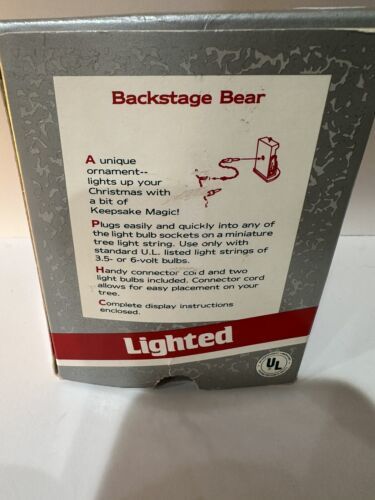 Backstage Bear
A unique
ornament--
lights up your
Christmas with
a bit of
Keepsake Magic!
Plugs easily and quickly into any of
the light bulb sockets on a miniature
tree light string. Use only with
standard U.L. listed light strings of
3.5- or 6-volt bulbs.
Handy connector cord and two
light bulbs included. Connector cord
allows for easy placement on your
tree.
Complete display instructions
enclosed.
Lighted
UL